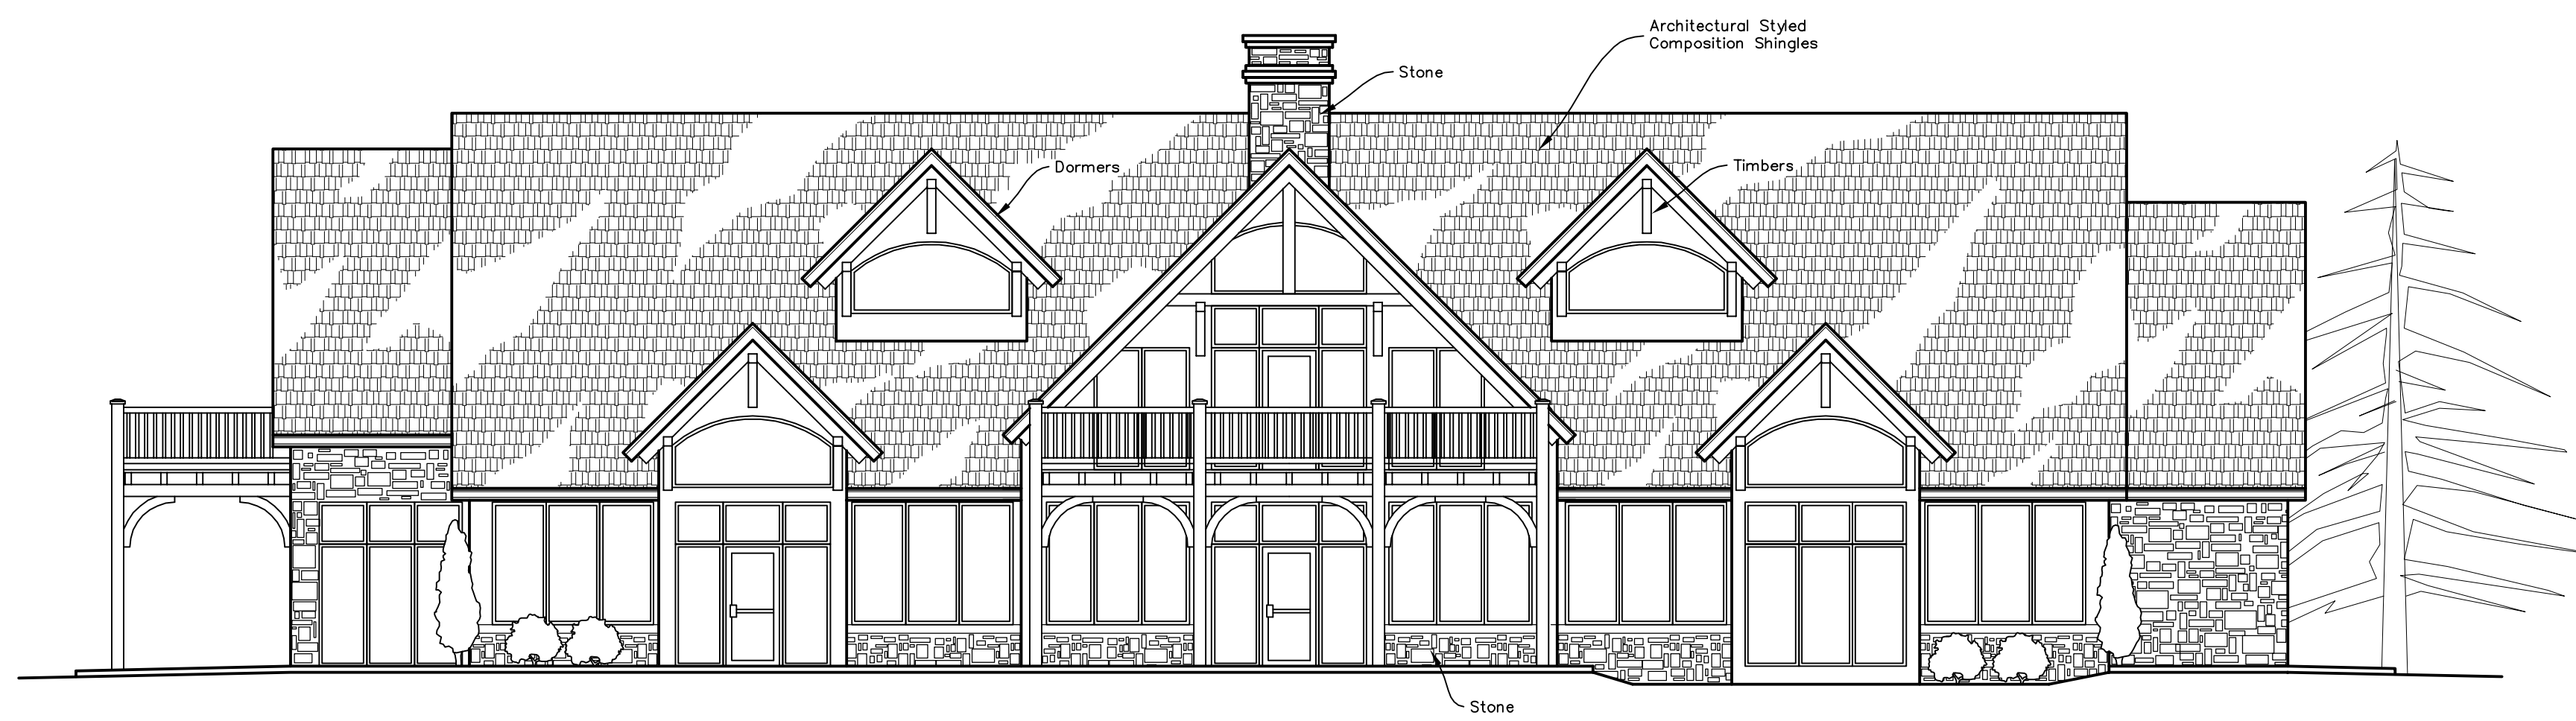 Architectural Styled
Composition Shingles
Stone
Dormers
Timbers
Stone